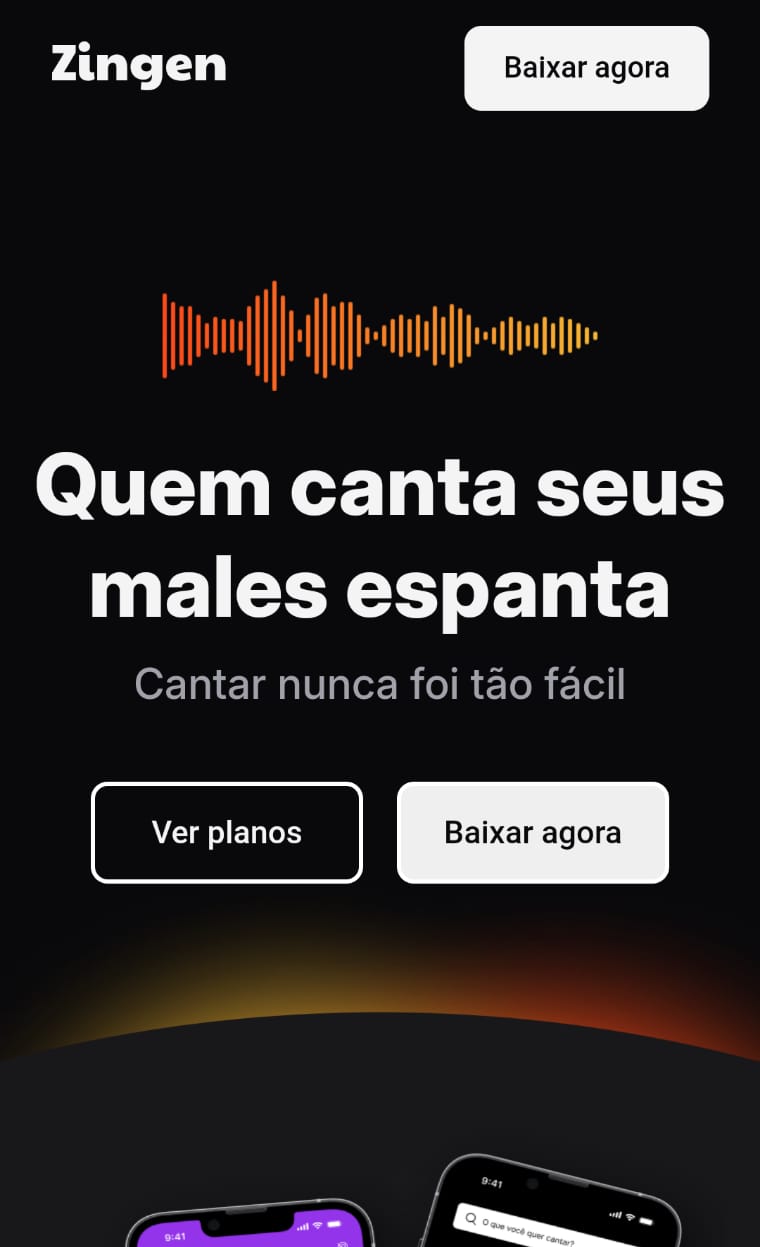 Zingen
Baixar agora
Quem canta seus
males espanta
Cantar nunca foi tão fácil
Ver planos
Baixar agora
9:41
9:41
O que você quer cantar?